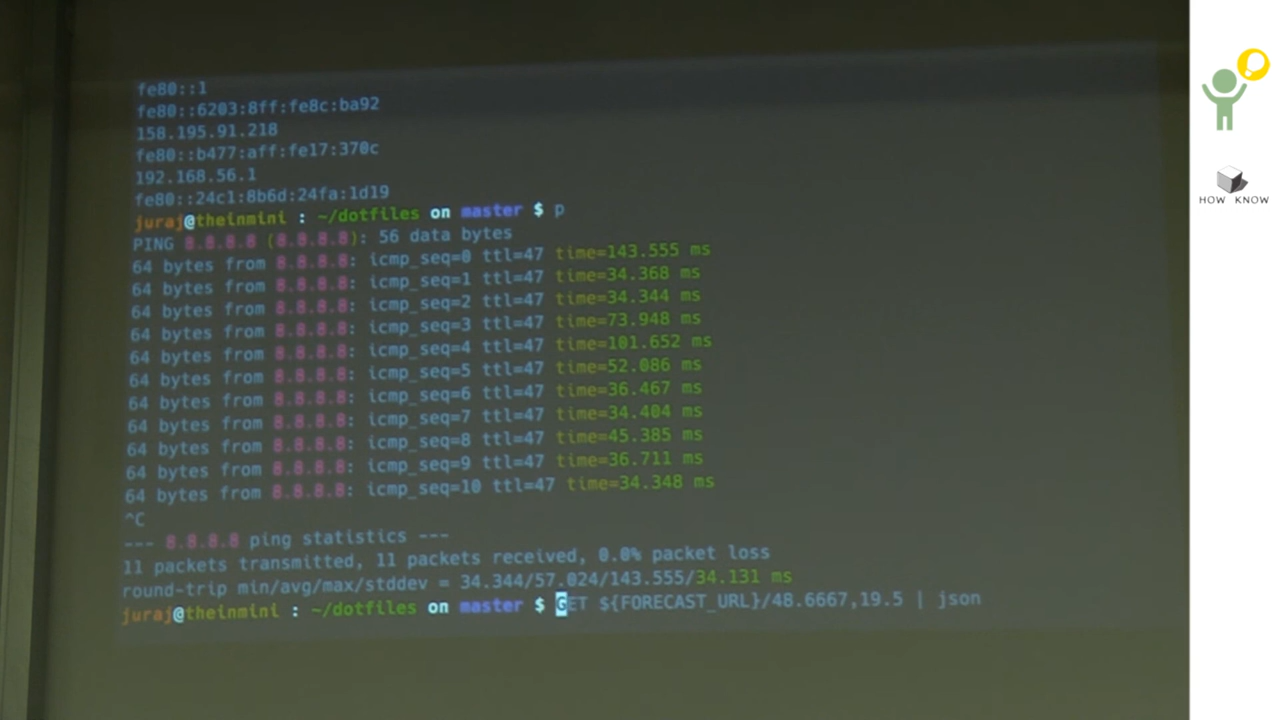 fe80::1
fe80::6203:8ff:fe8c:ba92
158.195.91.218
fe80::b477:aff:fe17:370c
192.168.56.1
fe80::24c1:8b6d:24fa:1d19
juraj@theinmini : ~/dotfiles on master $ p
PING 8.8.8.8 (8.8.8.8): 56 data bytes
64 bytes from 8.8.8.8: icmp_seq=0 ttl=47 time=143.555 ms
64 bytes from 8.8.8.8: icmp_seq=1 ttl=47 time=34.368 ms
64 bytes from 8.8.8.8: icmp_seq=2 ttl=47 time=34.344 ms
64 bytes from 8.8.8.8: icmp_seq=3 ttl=47 time=73.948 ms
64 bytes from 8.8.8.8: icmp_seq=4 ttl=47 time=101.652 ms
64 bytes from 8.8.8.8: icmp_seq=5 ttl=47 time=52.086 ms
64 bytes from 8.8.8.8: icmp_seq=6 ttl=47 time=36.467 ms
64 bytes from 8.8.8.8: icmp_seq=7 ttl=47 time=34.404 ms
64 bytes from 8.8.8.8: icmp_seq=8 ttl=47 time=45.385 ms
64 bytes from 8.8.8.8: icmp_seq=9 ttl=47 time=36.711 ms
64 bytes from 8.8.8.8: icmp_seq=10 ttl=47 time=34.348 ms
^C
--- 8.8.8.8 ping statistics ---
11 packets transmitted, 11 packets received, 0.0% packet loss
round-trip min/avg/max/stddev = 34.344/57.024/143.555/34.131 ms
juraj@theinmini : ~/dotfiles on master $ GET ${FORECAST_URL}/48.6667,19.5 | json
HOW KNOW